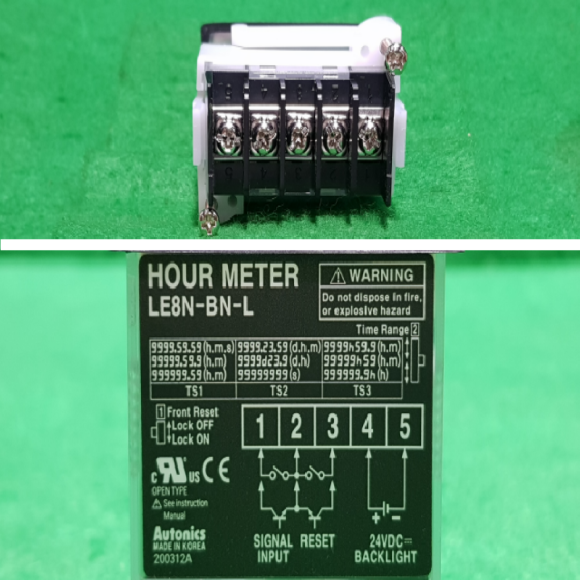 HOUR METER
LE8N-BN-L
⚠ WARNING
Do not dispose in fire,
or explosive hazard
Time Range 2
9999.59.59 (h.m.s) 9999.23.59 (d.h.m) 9999h59.9 (h.m)
99999.59.9 (h.m) 9999d23.9 (d.h) 99999h59 (h.m)
999999.59 (h.m) 99999999 (s) 999999.9h (h)
TS1 TS2 TS3
1 Front Reset
Lock OFF
Lock ON
1 2 3 4 5
c RU US CE
OPEN TYPE
⚠ See instruction
Manual
Autonics
MADE IN KOREA
200312A
SIGNAL
INPUT
RESET
+ -
24VDC
BACKLIGHT